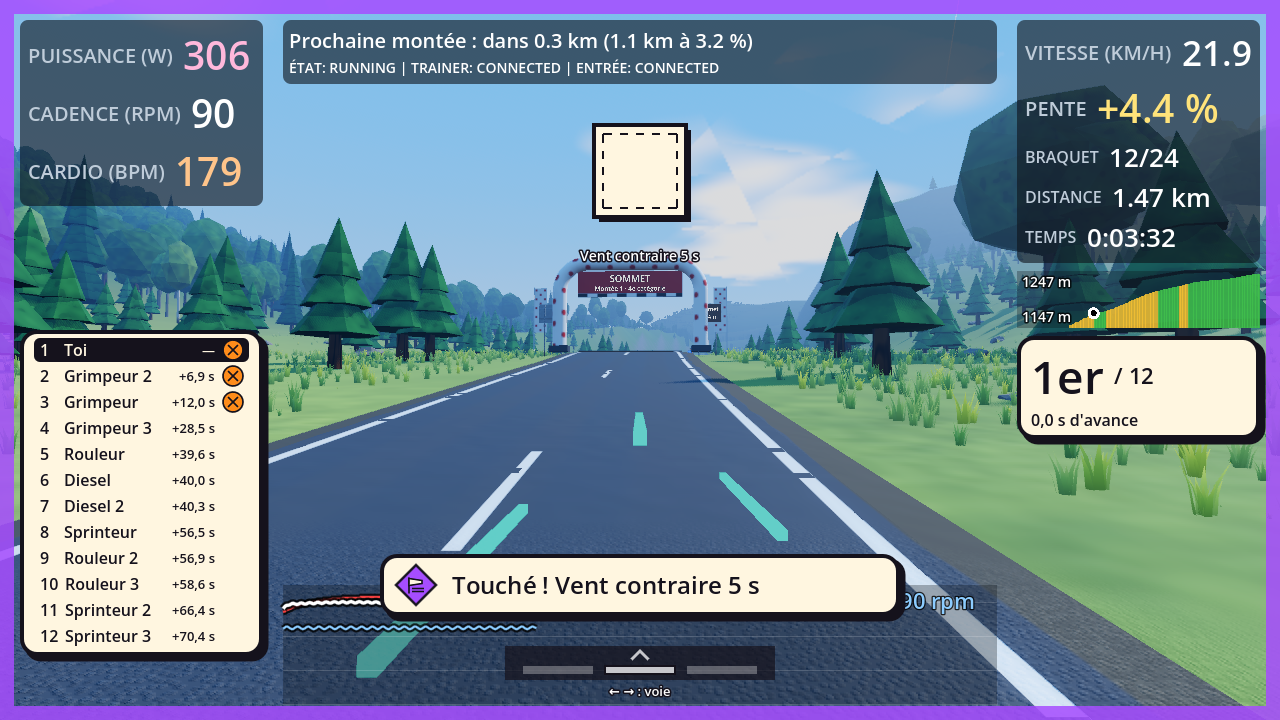 PUISSANCE (W) 306
CADENCE (RPM) 90
CARDIO (BPM) 179
Prochaine montée : dans 0.3 km (1.1 km à 3.2 %)
ÉTAT: RUNNING | TRAINER: CONNECTED | ENTRÉE: CONNECTED
VITESSE (KM/H) 21.9
PENTE +4.4 %
BRAQUET 12/24
DISTANCE 1.47 km
TEMPS 0:03:32
1247 m
1147 m
1er / 12
0,0 s d'avance
Vent contraire 5 s
SOMMET
Montée 1 · 4e catégorie
1 Toi —
2 Grimpeur 2 +6,9 s
3 Grimpeur +12,0 s
4 Grimpeur 3 +28,5 s
5 Rouleur +39,6 s
6 Diesel +40,0 s
7 Diesel 2 +40,3 s
8 Sprinteur +56,5 s
9 Rouleur 2 +56,9 s
10 Rouleur 3 +58,6 s
11 Sprinteur 2 +66,4 s
12 Sprinteur 3 +70,4 s
Touché ! Vent contraire 5 s
90 rpm
← → : voie